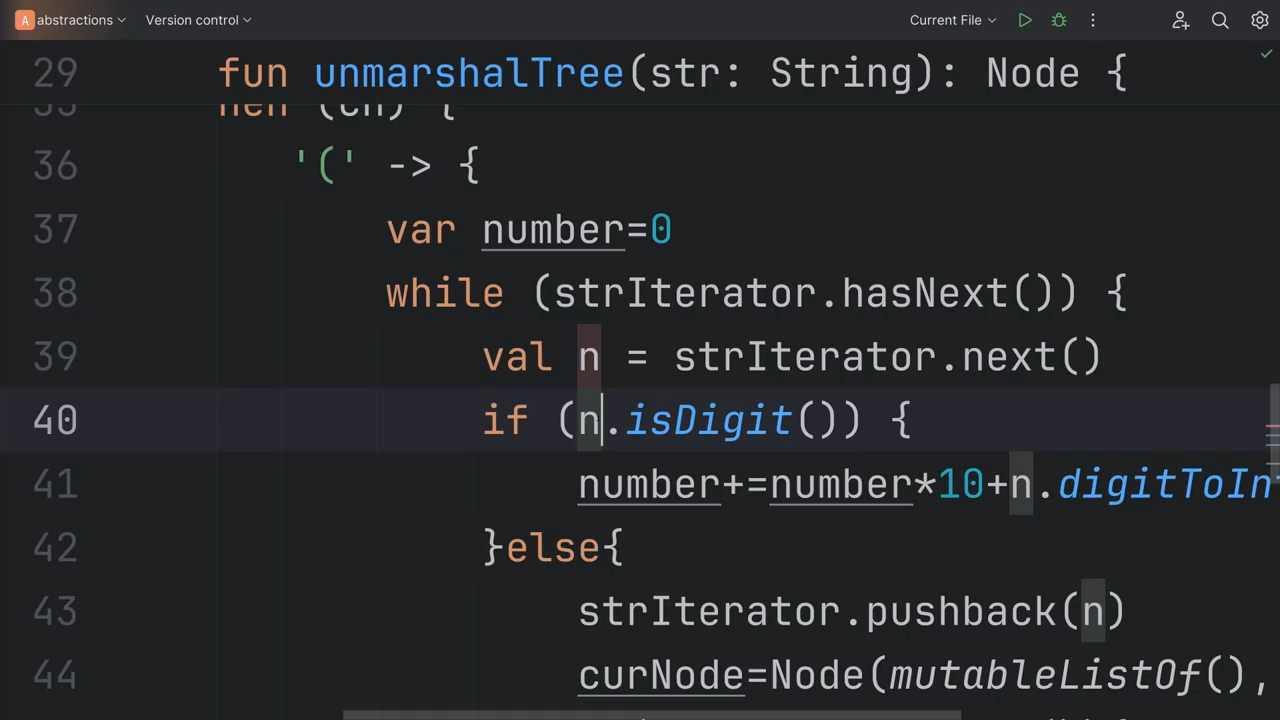 A abstractions Version control Current File
29 fun unmarshalTree(str: String): Node {
36 '(' -> {
37 var number=0
38 while (strIterator.hasNext()) {
39 val n = strIterator.next()
40 if (n.isDigit()) {
41 number+=number*10+n.digitToIn
42 }else{
43 strIterator.pushback(n)
44 curNode=Node(mutableListOf(),